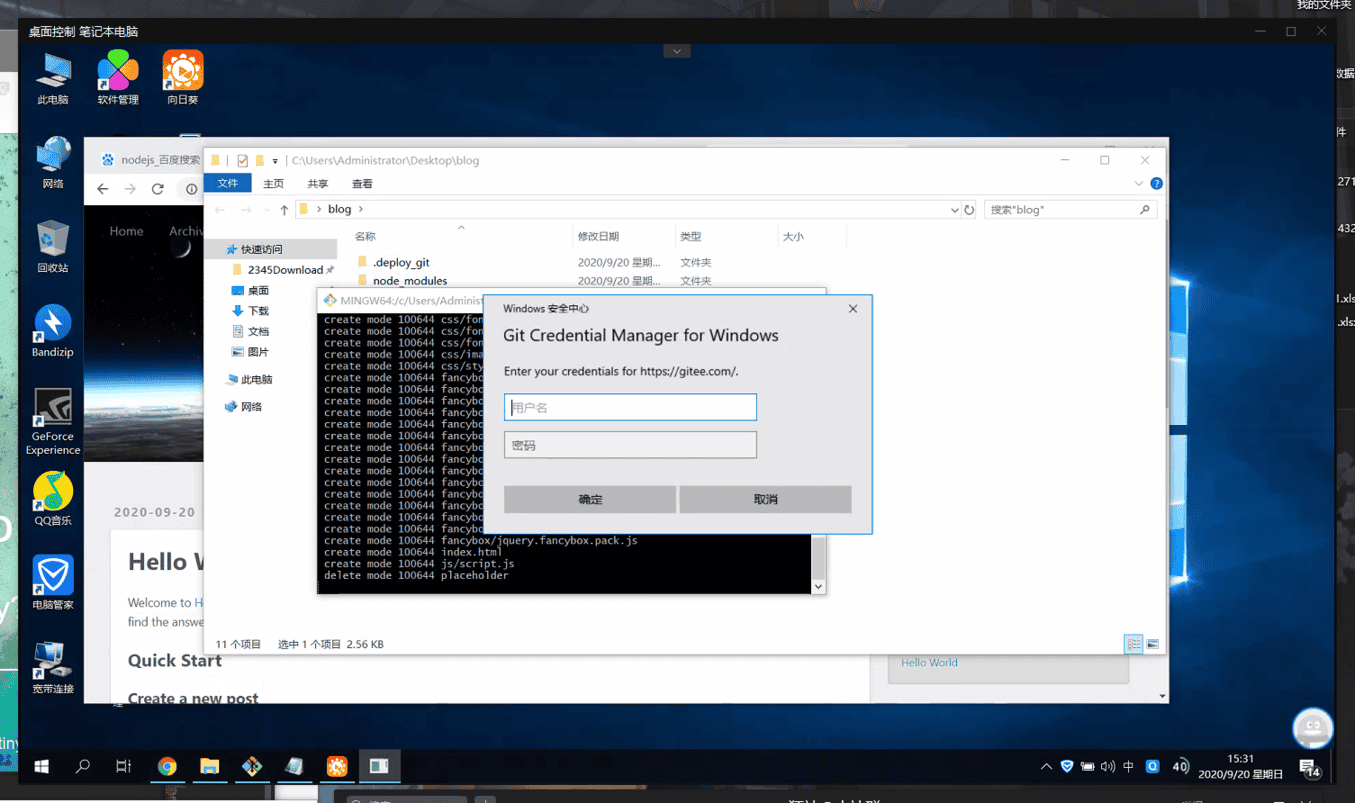 我的文件夹
桌面控制 笔记本电脑
此电脑
软件管理
向日葵
网络
回收站
Bandizip
GeForce
Experience
QQ音乐
电脑管家
宽带连接
nodejs_百度搜索
Home
Archiv
2020-09-20
Hello W
Welcome to H
find the answe
Quick Start
Create a new post
Hello World
C:\Users\Administrator\Desktop\blog
文件
主页
共享
查看
blog
搜索"blog"
名称
修改日期
类型
大小
快速访问
2345Download
桌面
下载
文档
图片
此电脑
网络
.deploy_git
2020/9/20 星期...
文件夹
node_modules
2020/9/20 星期...
文件夹
11 个项目
选中 1 个项目 2.56 KB
MINGW64:/c/Users/Adminis
create mode 100644 css/fon
create mode 100644 css/fon
create mode 100644 css/fon
create mode 100644 css/ima
create mode 100644 css/sty
create mode 100644 fancybo
create mode 100644 fancybo
create mode 100644 fancybo
create mode 100644 fancybo
create mode 100644 fancybo
create mode 100644 fancybo
create mode 100644 fancybo
create mode 100644 fancybo
create mode 100644 fancybo
create mode 100644 fancybo
create mode 100644 fancybo
create mode 100644 fancybo
create mode 100644 fancybo
create mode 100644 fancybo
create mode 100644 fancybox/jquery.fancybox.pack.js
create mode 100644 index.html
create mode 100644 js/script.js
delete mode 100644 placeholder
Windows 安全中心
Git Credential Manager for Windows
Enter your credentials for https://gitee.com/.
用户名
密码
确定
取消
数据
件
271
432
.xls
.xlsx
tiny
中
40
15:31
2020/9/20 星期日
14